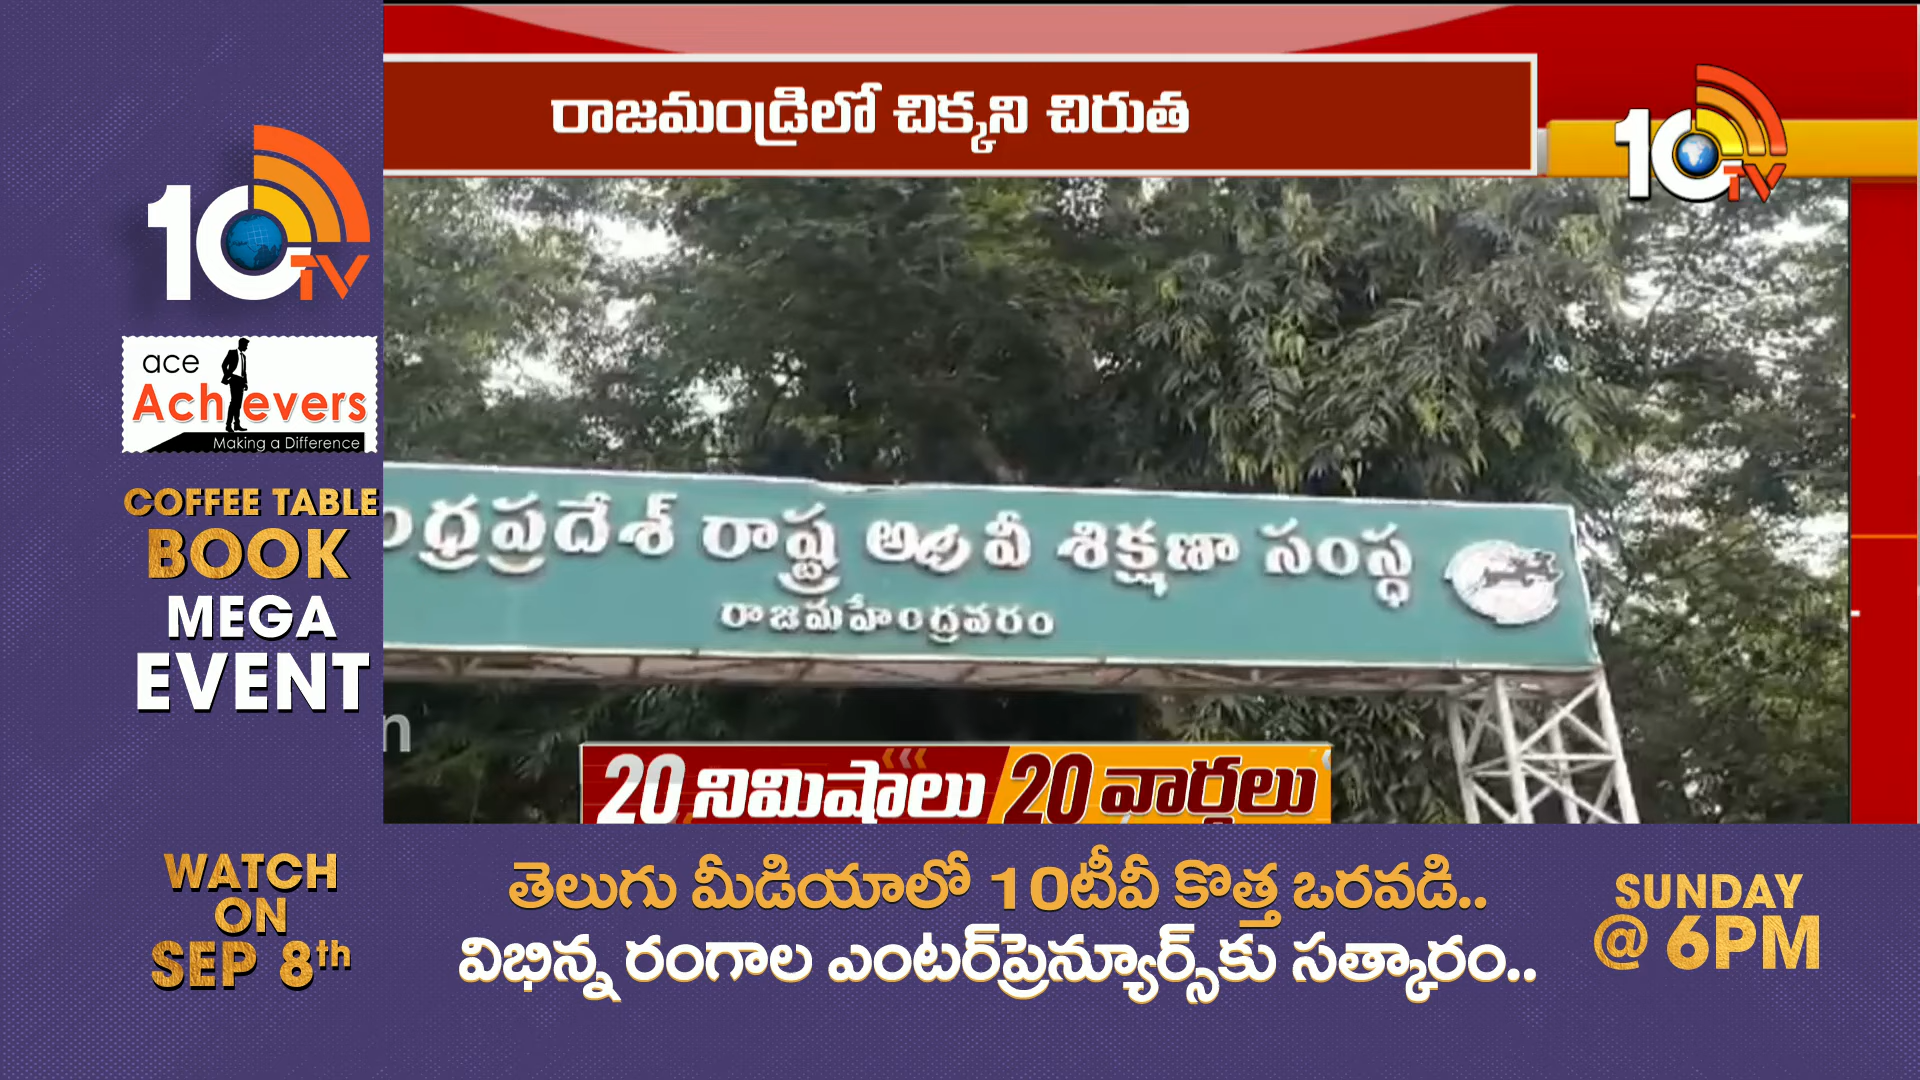 రాజమండ్రిలో చిక్కని చిరుత
10TV
10TV
ace
Achievers
Making a Difference
COFFEE TABLE
BOOK
MEGA
EVENT
ంధ్రప్రదేశ్ రాష్ట్ర అటవీ శిక్షణా సంస్థ
రాజమహేంద్రవరం
n
20 నిమిషాలు 20 వార్తలు
WATCH
ON
SEP 8th
తెలుగు మీడియాలో 10టీవీ కొత్త ఒరవడి..
విభిన్న రంగాల ఎంటర్‌ప్రెన్యూర్స్‌కు సత్కారం..
SUNDAY
@ 6PM